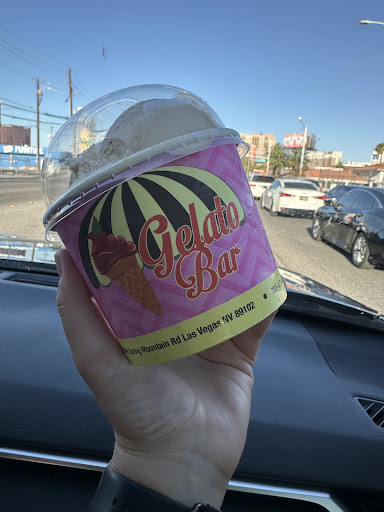 Gelato
Bar
Spring Mountain Rd Las Vegas NV 89102 •